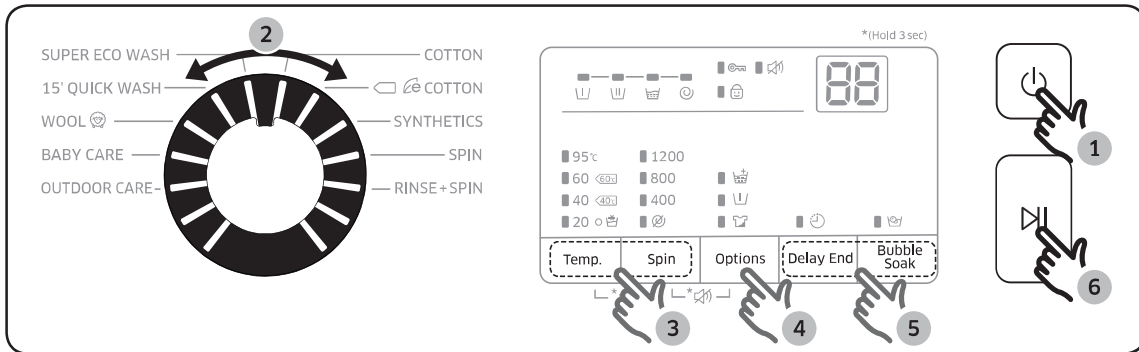 2
*(Hold 3 sec)
SUPER ECO WASH
COTTON
15' QUICK WASH
e COTTON
WOOL
SYNTHETICS
BABY CARE
SPIN
OUTDOOR CARE
RINSE+SPIN
88
1
95℃ 1200
60 60℃ 800
40 40℃ 400
20
Temp. Spin Options Delay End Bubble Soak
* *
3 4 5 6